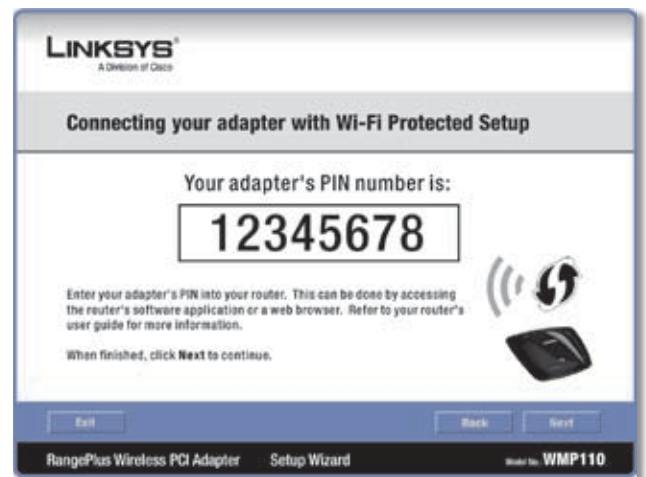 LINKSYS®
A Division of Cisco
Connecting your adapter with Wi-Fi Protected Setup
Your adapter's PIN number is:
12345678
Enter your adapter's PIN into your router. This can be done by accessing
the router's software application or a web browser. Refer to your router's
user guide for more information.
When finished, click Next to continue.
Exit Back Next
RangePlus Wireless PCI Adapter Setup Wizard Model No. WMP110